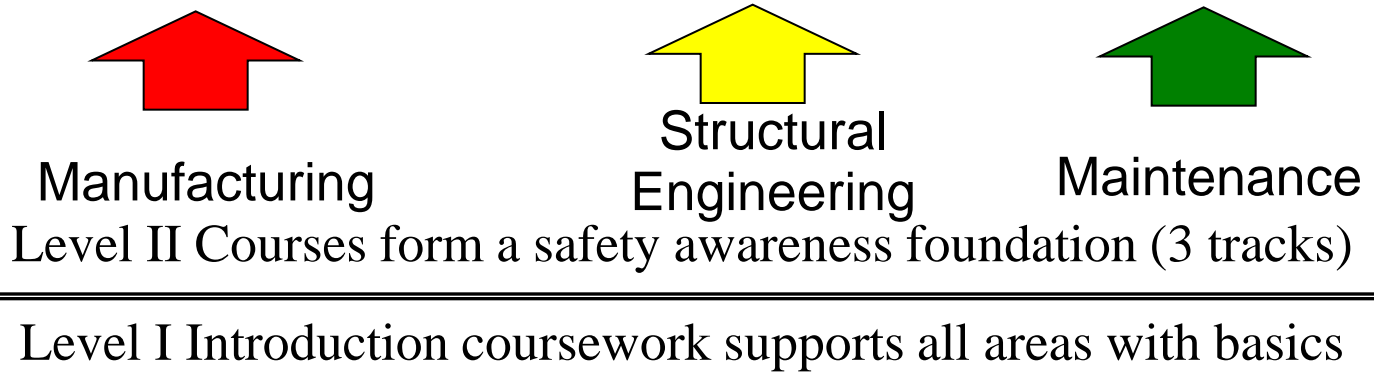 Manufacturing
Structural
Engineering
Maintenance
Level II Courses form a safety awareness foundation (3 tracks)
Level I Introduction coursework supports all areas with basics